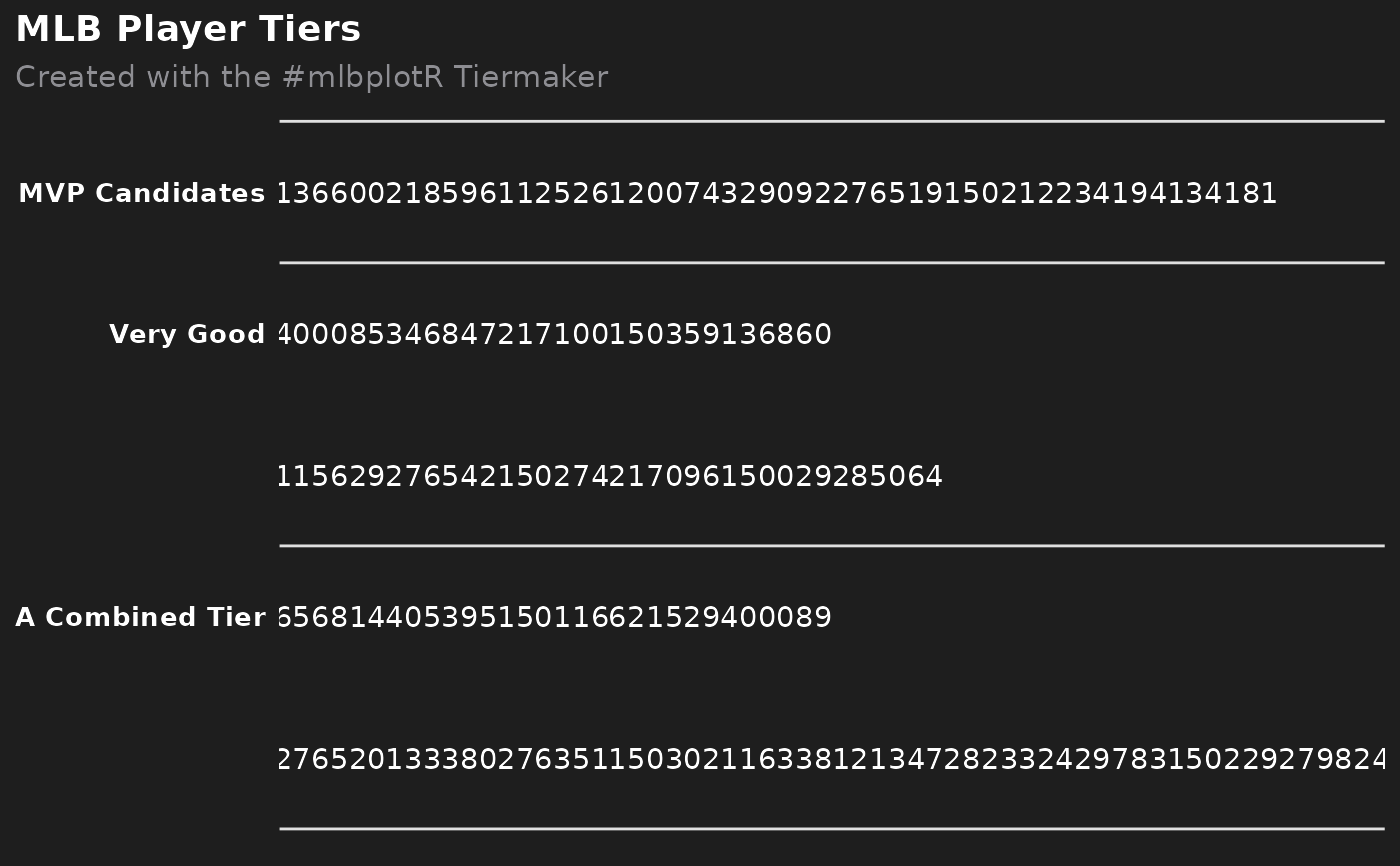 MLB Player Tiers
Created with the #mlbplotR Tiermaker
MVP Candidates 136600218596112526120074329092276519150212234194134181
Very Good 400085346847217100150359136860
115629276542150274217096150029285064
A Combined Tier 656814405395150116621529400089
276520133380276351150302116338121347282332429783150229279824